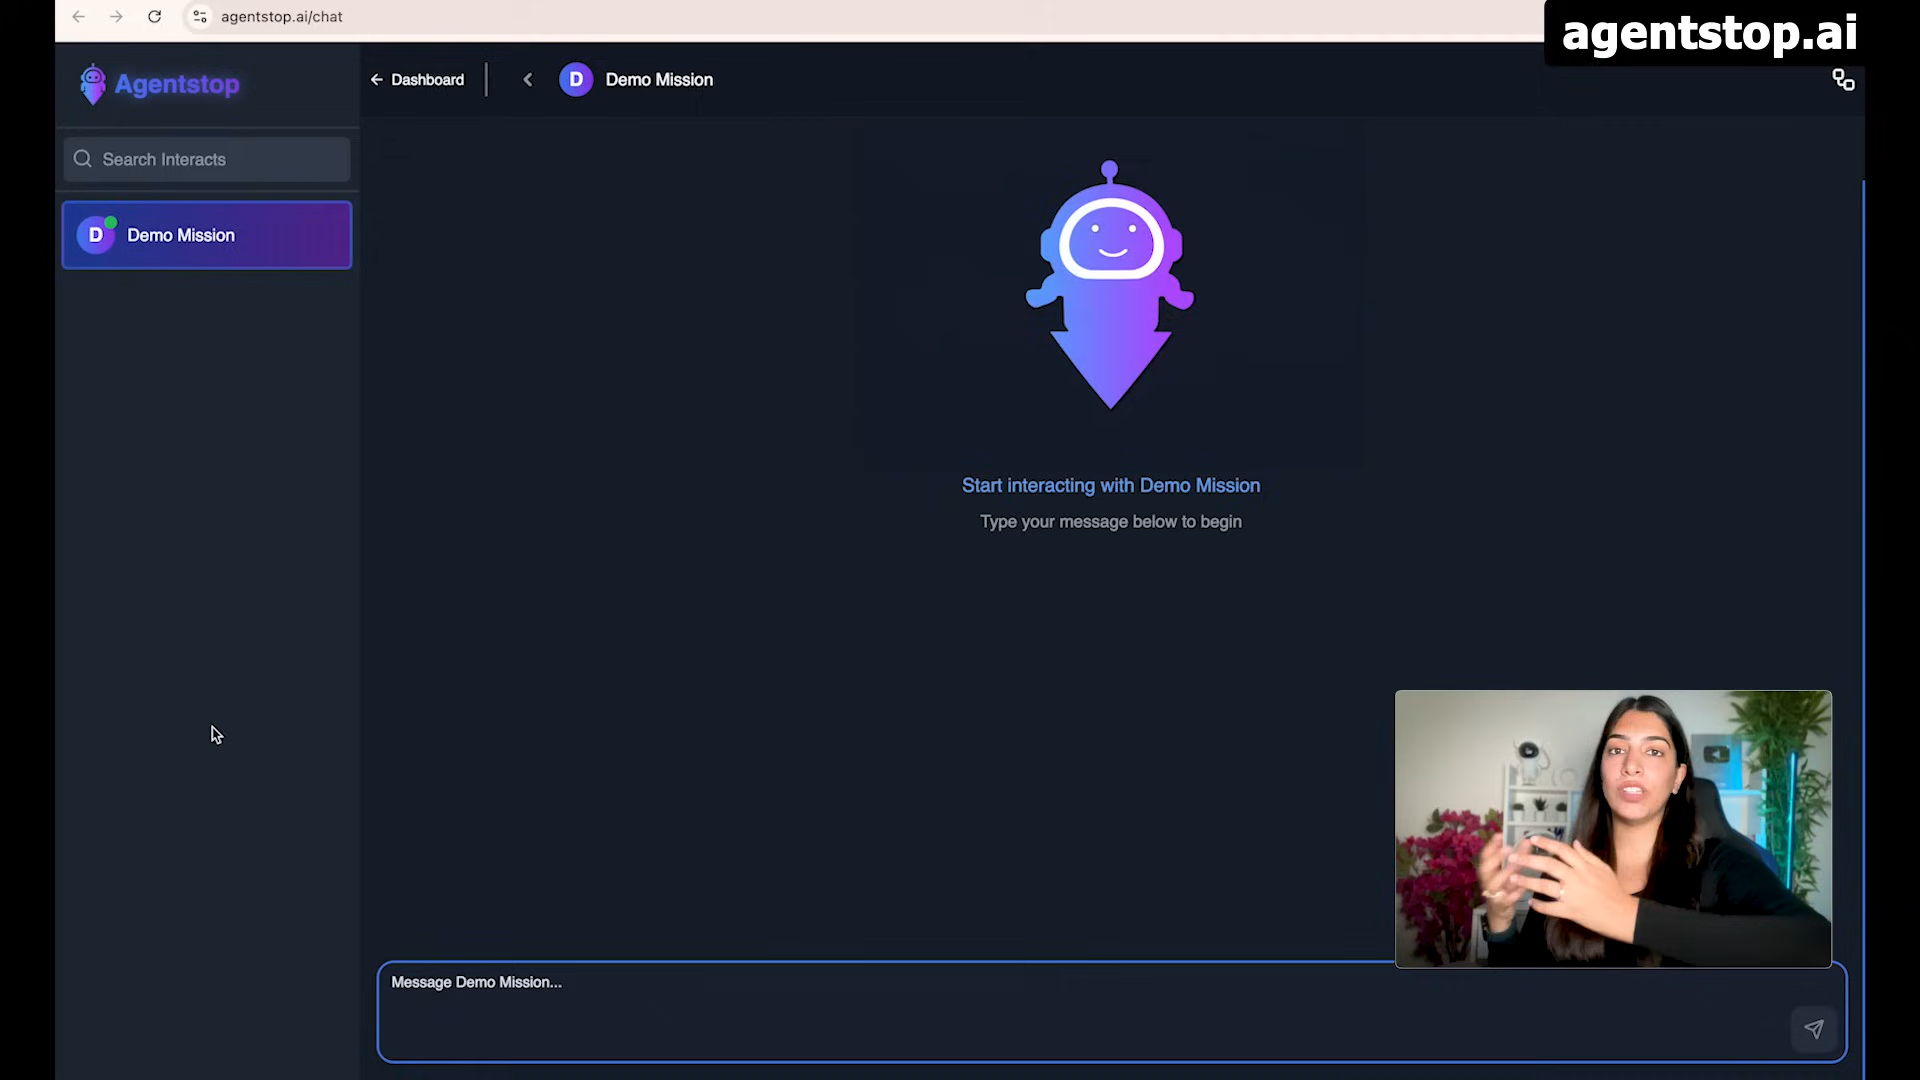 agentstop.ai/chat
agentstop.ai
Agentstop
Dashboard
D
Demo Mission
Search Interacts
D
Demo Mission
Start interacting with Demo Mission
Type your message below to begin
Message Demo Mission...